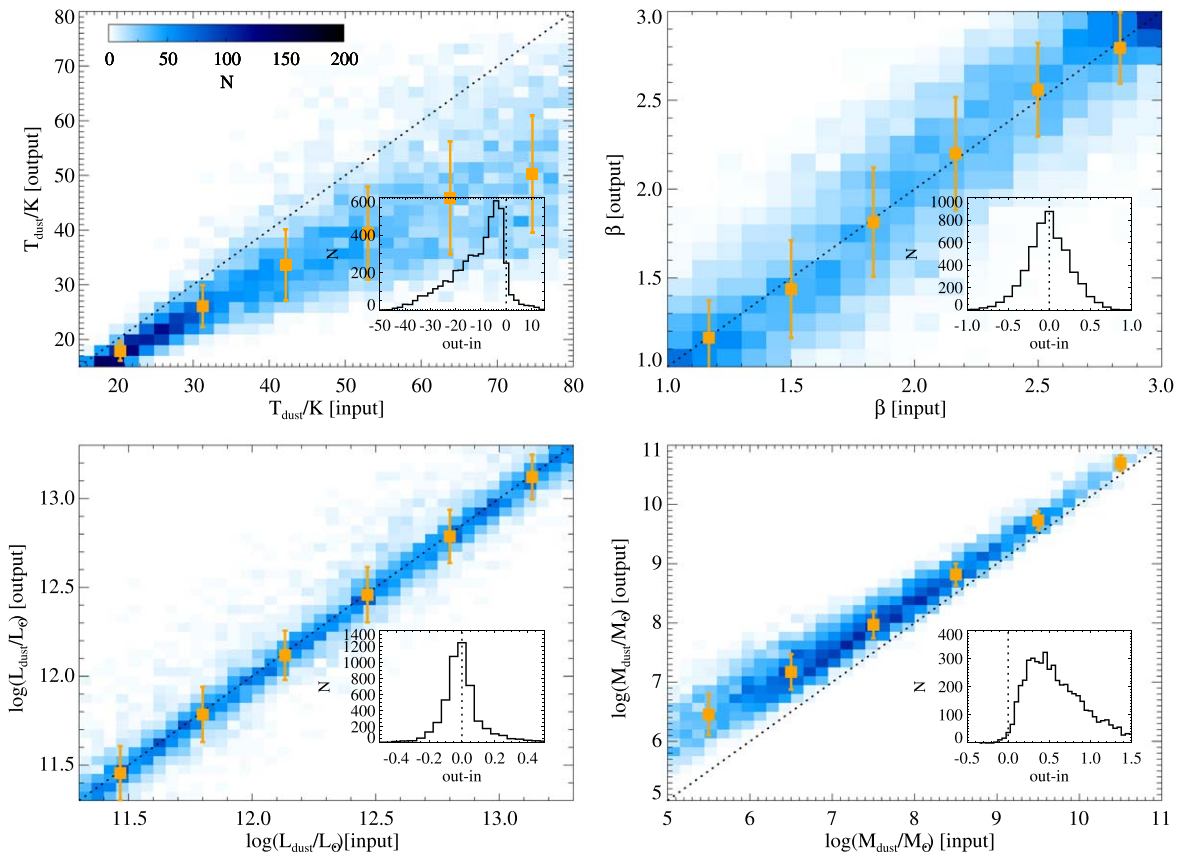 80
70
60
50
40
30
20
T_dust/K [output]
0 50 100 150 200
N
600
400
200
0
N
-50 -40 -30 -20 -10 0 10
out-in
20 30 40 50 60 70 80
T_dust/K [input]
3.0
2.5
2.0
1.5
1.0
β [output]
1000
800
600
400
200
0
N
-1.0 -0.5 0.0 0.5 1.0
out-in
1.0 1.5 2.0 2.5 3.0
β [input]
13.0
12.5
12.0
11.5
log(L_dust/L_⊙) [output]
1400
1200
1000
800
600
400
200
0
N
-0.4 -0.2 0.0 0.2 0.4
out-in
11.5 12.0 12.5 13.0
log(L_dust/L_⊙)[input]
11
10
9
8
7
6
5
log(M_dust/M_⊙) [output]
400
300
200
100
0
N
-0.5 0.0 0.5 1.0 1.5
out-in
5 6 7 8 9 10 11
log(M_dust/M_⊙) [input]